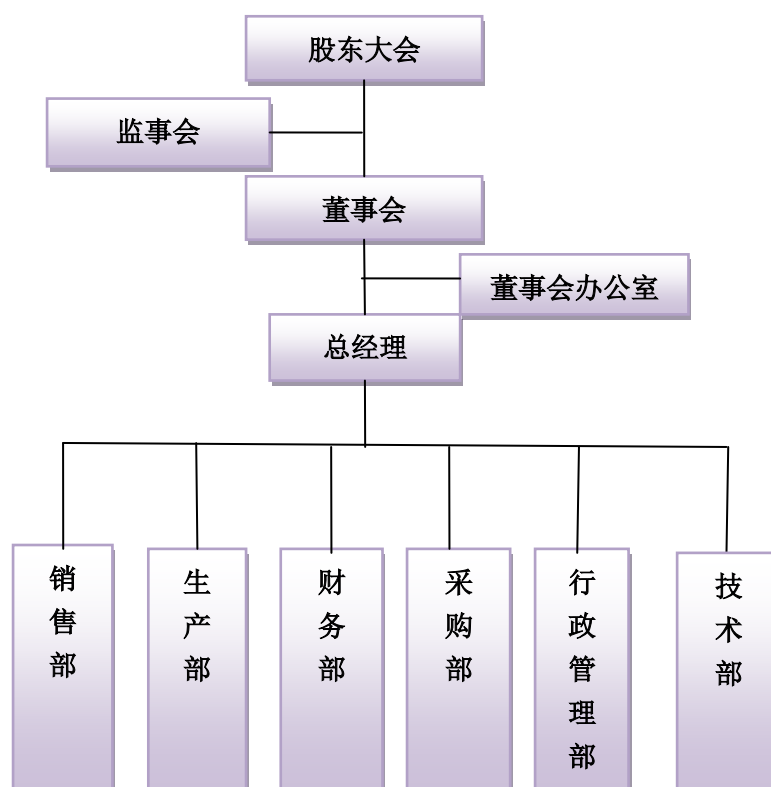 股东大会
监事会
董事会
董事会办公室
总经理
销售部
生产部
财务部
采购部
行政管理部
技术部